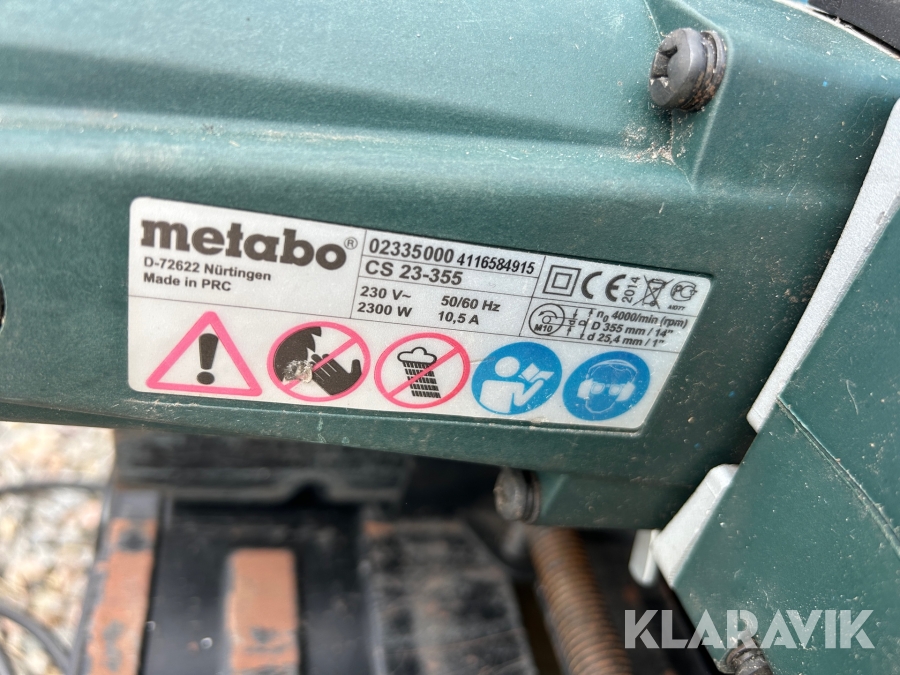 metabo®
D-72622 Nürtingen
Made in PRC
02335000 4116584915
CS 23-355
230 V~ 50/60 Hz
2300 W 10,5 A
CE 2014
M10
n₀ 4000/min (rpm)
D 355 mm / 14"
d 25,4 mm / 1"
KLARAVIK